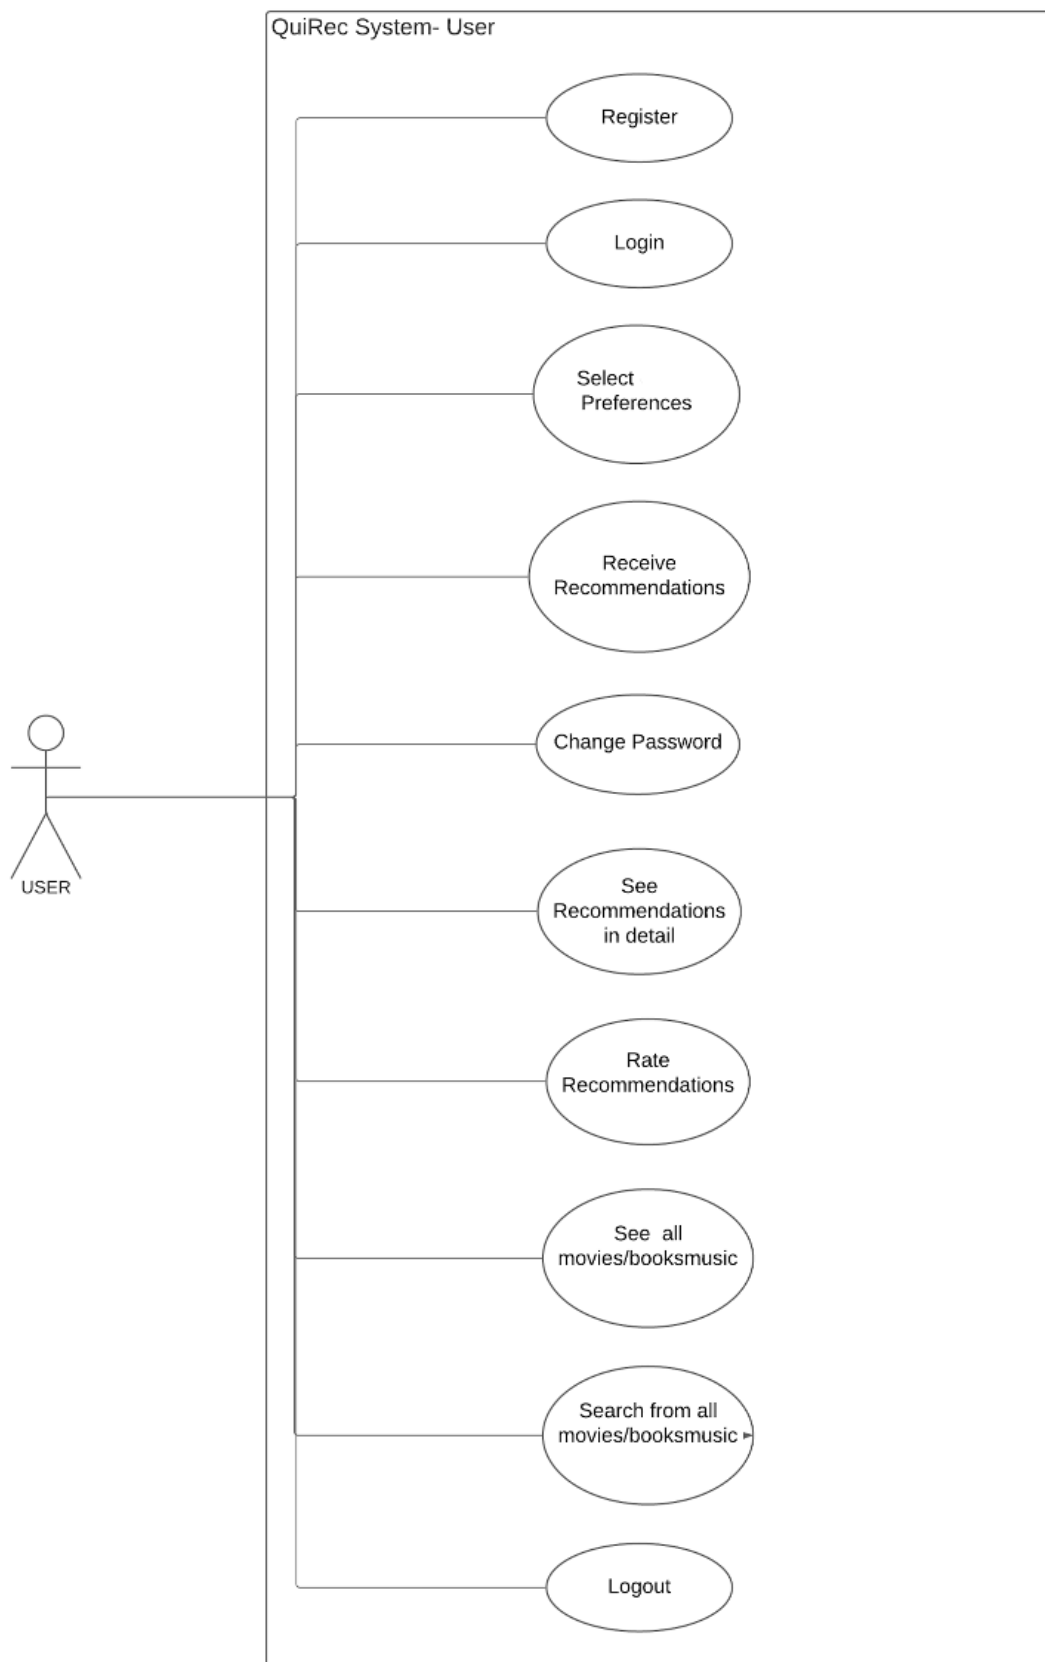 QuiRec System- User
Register
Login
Select
Preferences
Receive
Recommendations
Change Password
USER
See
Recommendations
in detail
Rate
Recommendations
See all
movies/booksmusic
Search from all
movies/booksmusic
Logout